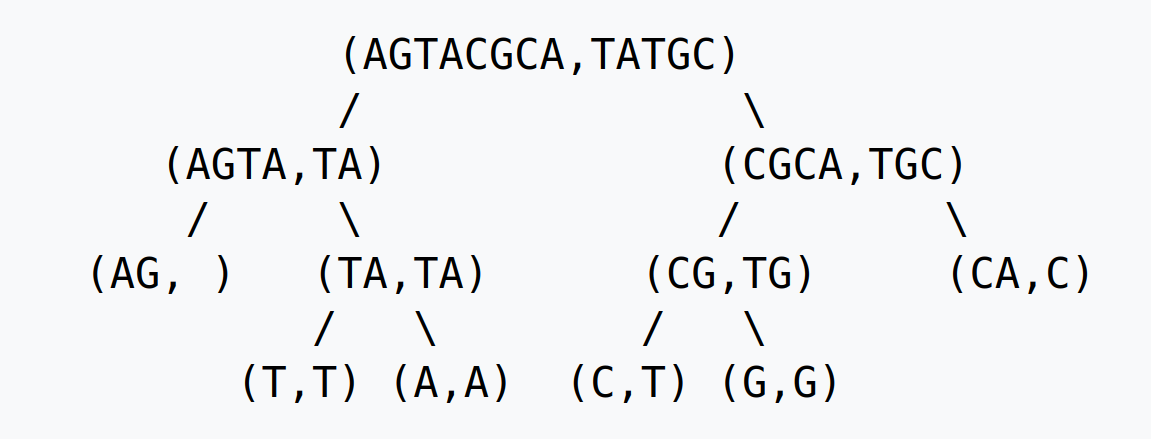 (AGTACGCA,TATGC)
/ \
(AGTA,TA) (CGCA,TGC)
/ \ / \
(AG, ) (TA,TA) (CG,TG) (CA,C)
/ \ / \
(T,T) (A,A) (C,T) (G,G)